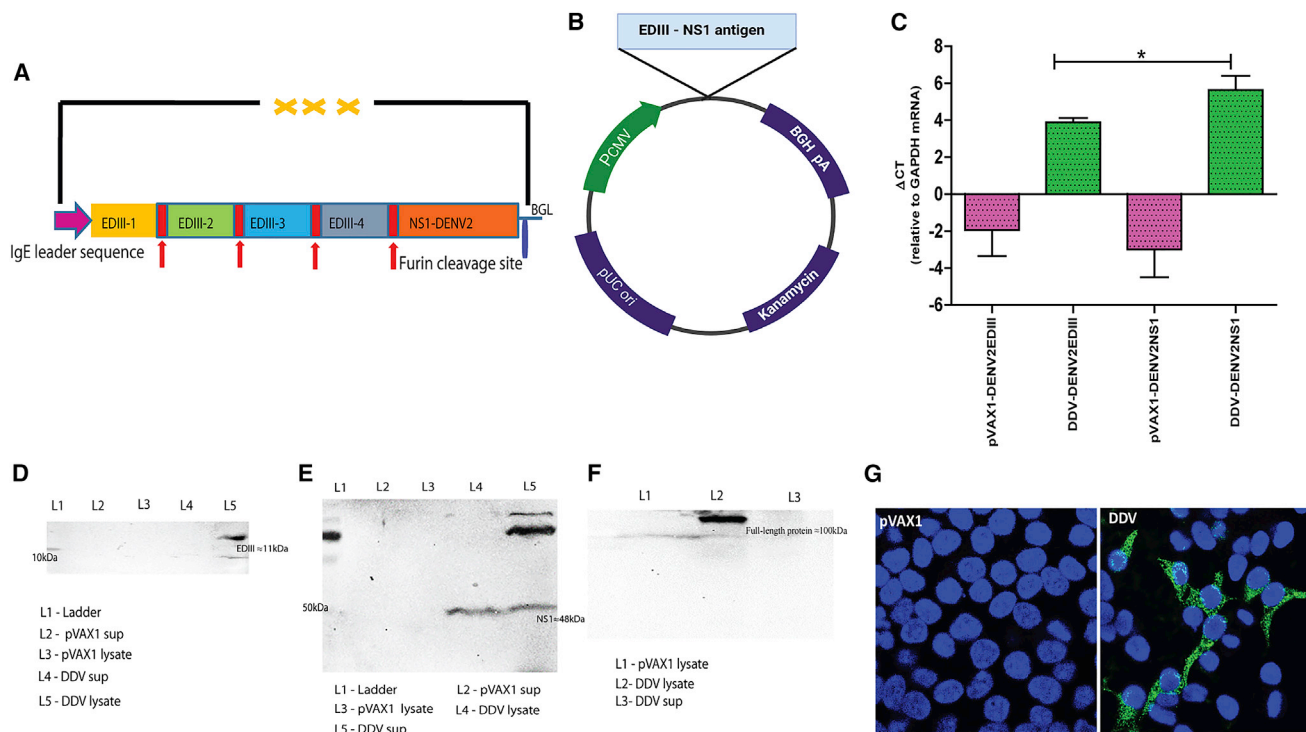 A
EDIII-1
EDIII-2
EDIII-3
EDIII-4
NS1-DENV2
BGL
IgE leader sequence
Furin cleavage site
B
EDIII - NS1 antigen
PCMV
BGH pA
pUC ori
Kanamycin
C
*
ΔCT
(relative to GAPDH mRNA)
8
6
4
2
0
-2
-4
-6
pVAX1-DENV2EDIII
DDV-DENV2EDIII
pVAX1-DENV2NS1
DDV-DENV2NS1
D
L1 L2 L3 L4 L5
10kDa
EDIII ≈11kDa
L1 - Ladder
L2 - pVAX1 sup
L3 - pVAX1 lysate
L4 - DDV sup
L5 - DDV lysate
E
L1 L2 L3 L4 L5
50kDa
NS1≈48kDa
L1 - Ladder L2 - pVAX1 sup
L3 - pVAX1 lysate L4 - DDV lysate
L5 - DDV sup
F
L1 L2 L3
Full-length protein ≈100kDa
L1 - pVAX1 lysate
L2- DDV lysate
L3- DDV sup
G
pVAX1
DDV